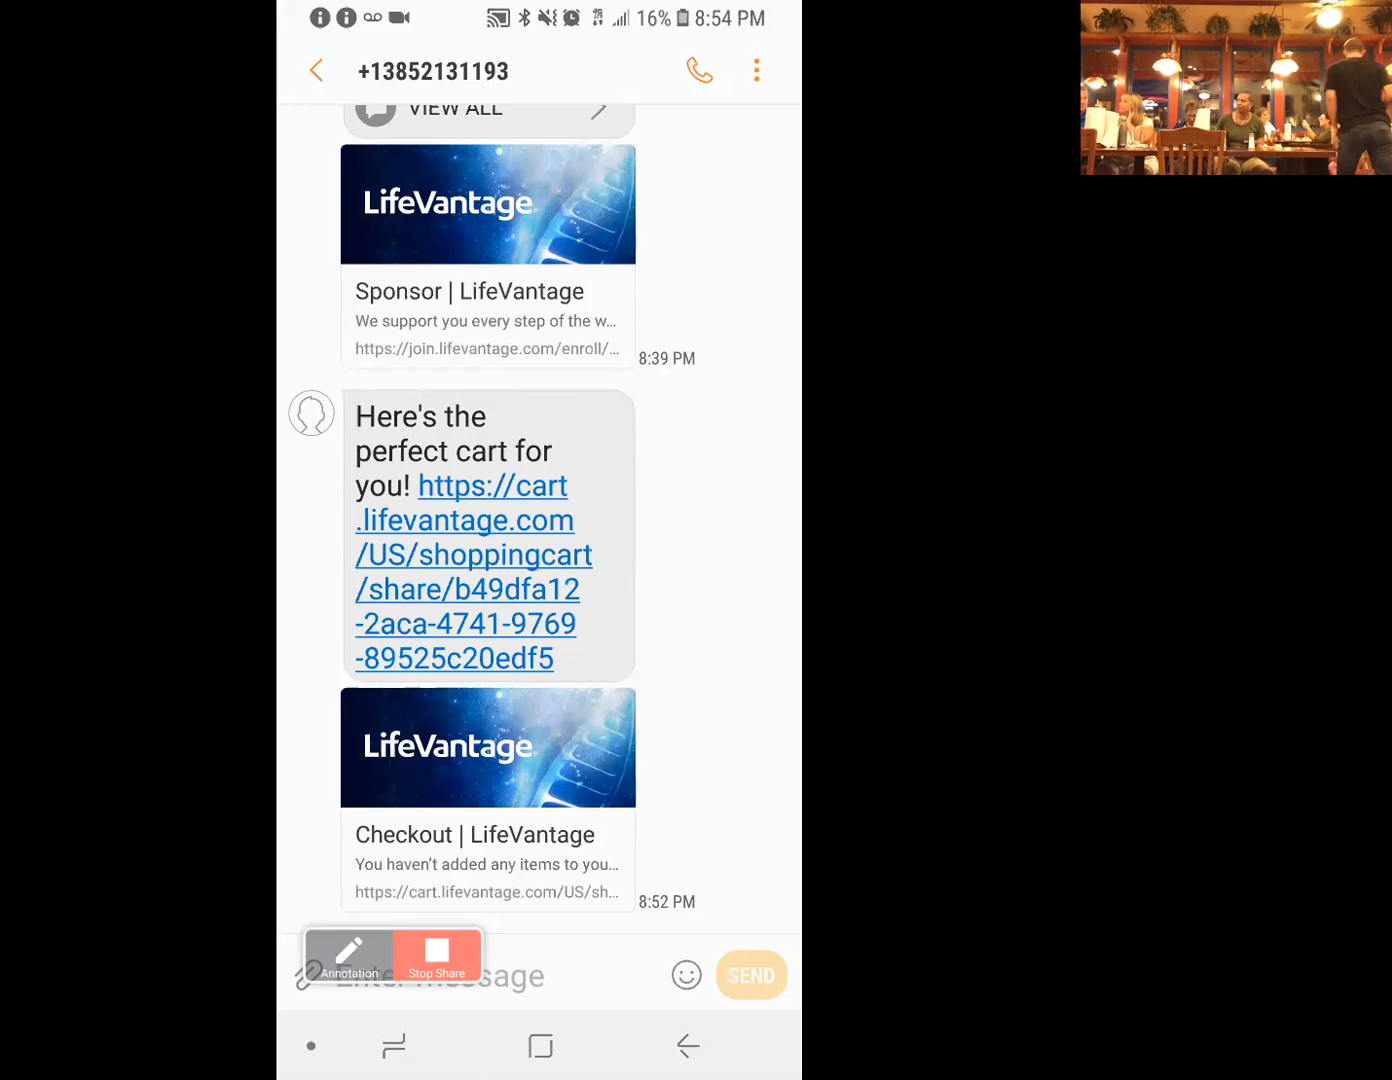 16% 8:54 PM
+13852131193
VIEW ALL
LifeVantage
Sponsor | LifeVantage
We support you every step of the w...
https://join.lifevantage.com/enroll/...
8:39 PM
Here's the
perfect cart for
you! https://cart
.lifevantage.com
/US/shoppingcart
/share/b49dfa12
-2aca-4741-9769
-89525c20edf5
LifeVantage
Checkout | LifeVantage
You haven't added any items to you...
https://cart.lifevantage.com/US/sh...
8:52 PM
Annotation
Stop Share
Enter message
SEND